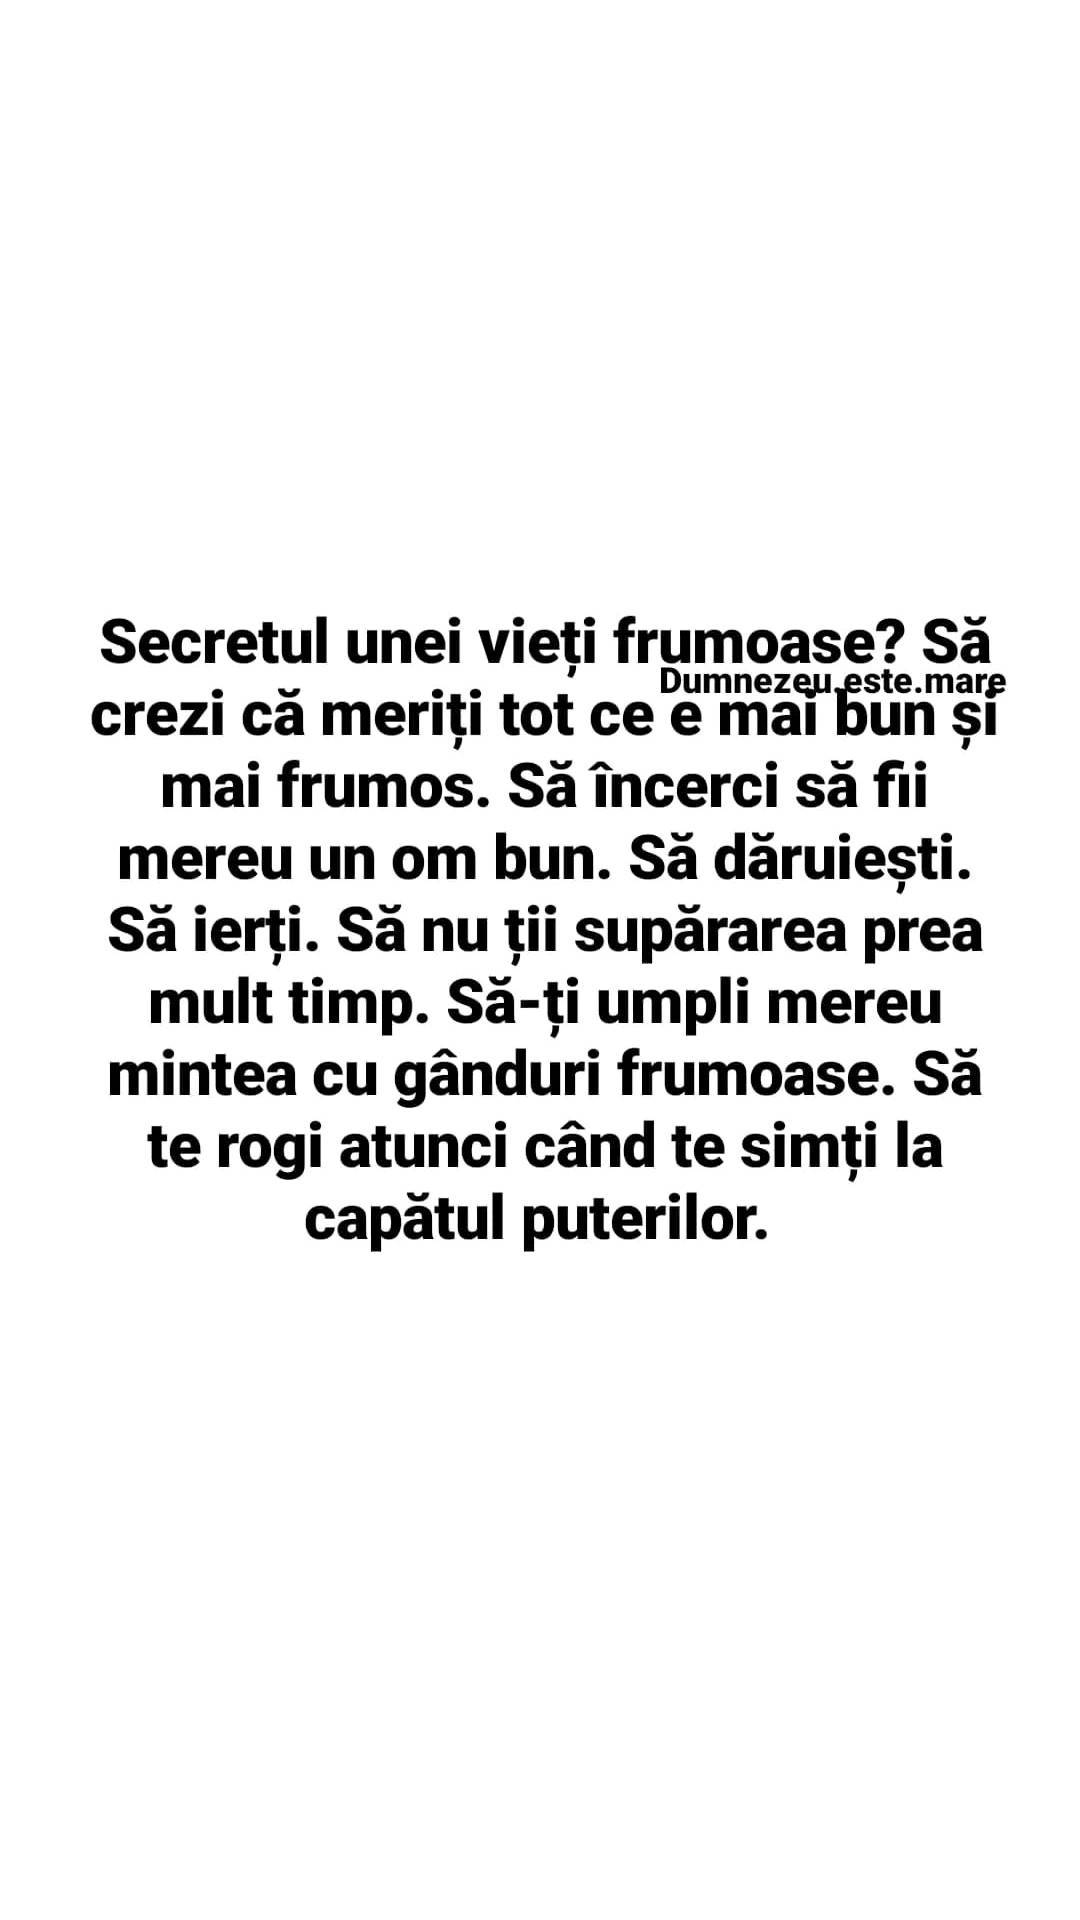 Secretul unei vieți frumoase? Să
Dumnezeu.este.mare
crezi că meriți tot ce e mai bun și
mai frumos. Să încerci să fii
mereu un om bun. Să dăruiești.
Să ierți. Să nu ții supărarea prea
mult timp. Să-ți umpli mereu
mintea cu gânduri frumoase. Să
te rogi atunci când te simți la
capătul puterilor.